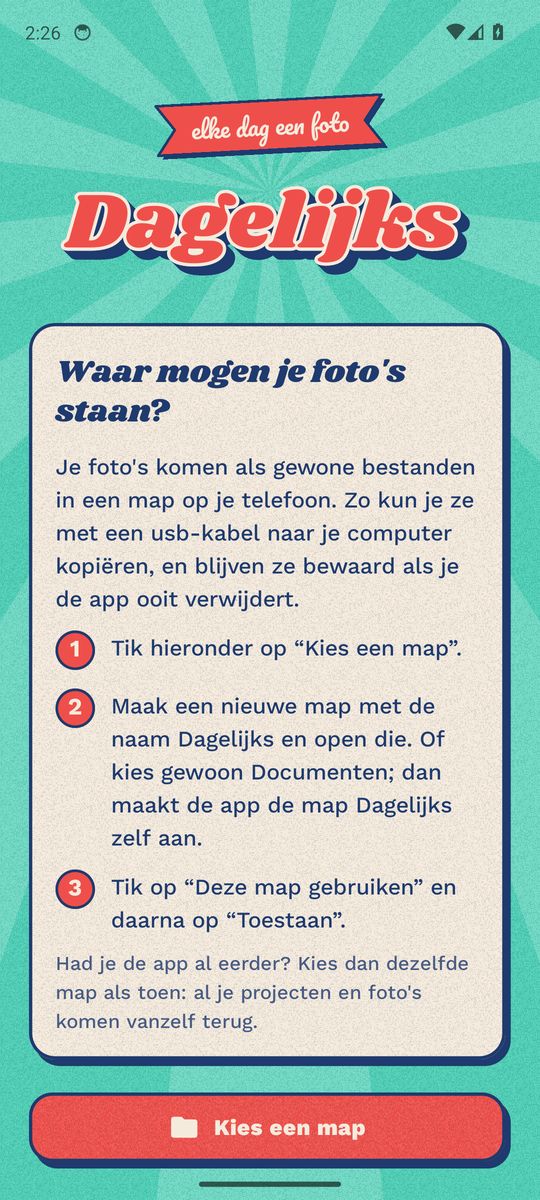 2:26
elke dag een foto
Dagelijks
Waar mogen je foto's
staan?
Je foto's komen als gewone bestanden
in een map op je telefoon. Zo kun je ze
met een usb-kabel naar je computer
kopiëren, en blijven ze bewaard als je
de app ooit verwijdert.
1 Tik hieronder op “Kies een map”.
2 Maak een nieuwe map met de
naam Dagelijks en open die. Of
kies gewoon Documenten; dan
maakt de app de map Dagelijks
zelf aan.
3 Tik op “Deze map gebruiken” en
daarna op “Toestaan”.
Had je de app al eerder? Kies dan dezelfde
map als toen: al je projecten en foto's
komen vanzelf terug.
Kies een map